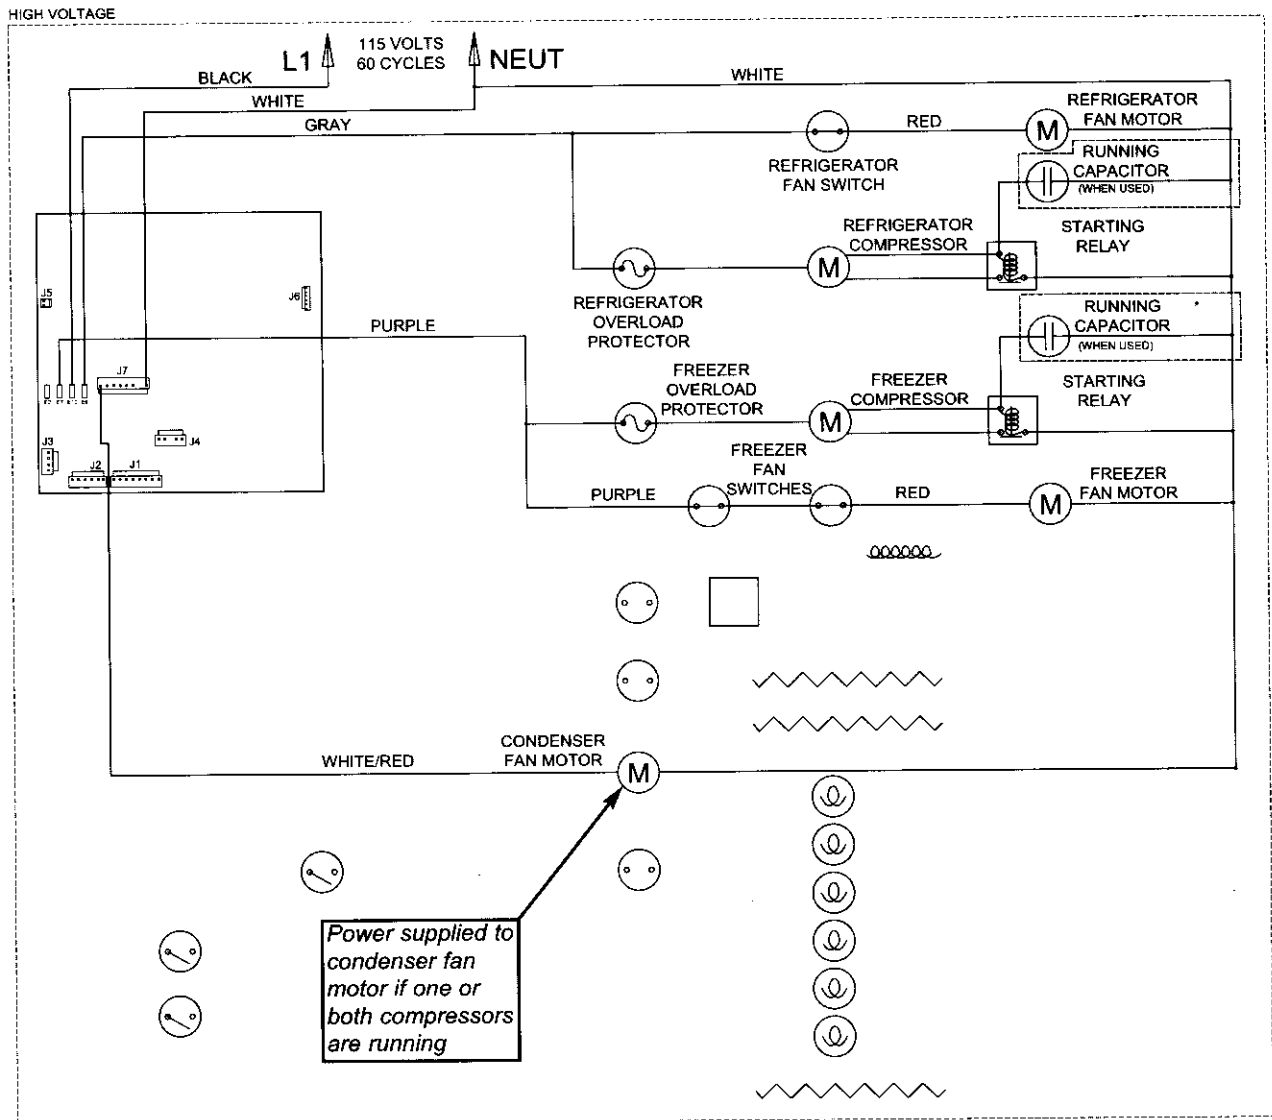 HIGH VOLTAGE
L1
115 VOLTS
60 CYCLES
NEUT
BLACK
WHITE
WHITE
GRAY
RED
REFRIGERATOR
FAN MOTOR
M
REFRIGERATOR
FAN SWITCH
RUNNING
CAPACITOR
(WHEN USED)
REFRIGERATOR
COMPRESSOR
STARTING
RELAY
M
REFRIGERATOR
OVERLOAD
PROTECTOR
J5
J6
PURPLE
RUNNING
CAPACITOR
(WHEN USED)
J7
FREEZER
OVERLOAD
PROTECTOR
FREEZER
COMPRESSOR
STARTING
RELAY
M
J3
J4
J2
J1
FREEZER
FAN
SWITCHES
PURPLE
RED
FREEZER
FAN MOTOR
M
WHITE/RED
CONDENSER
FAN MOTOR
M
Power supplied to
condenser fan
motor if one or
both compressors
are running